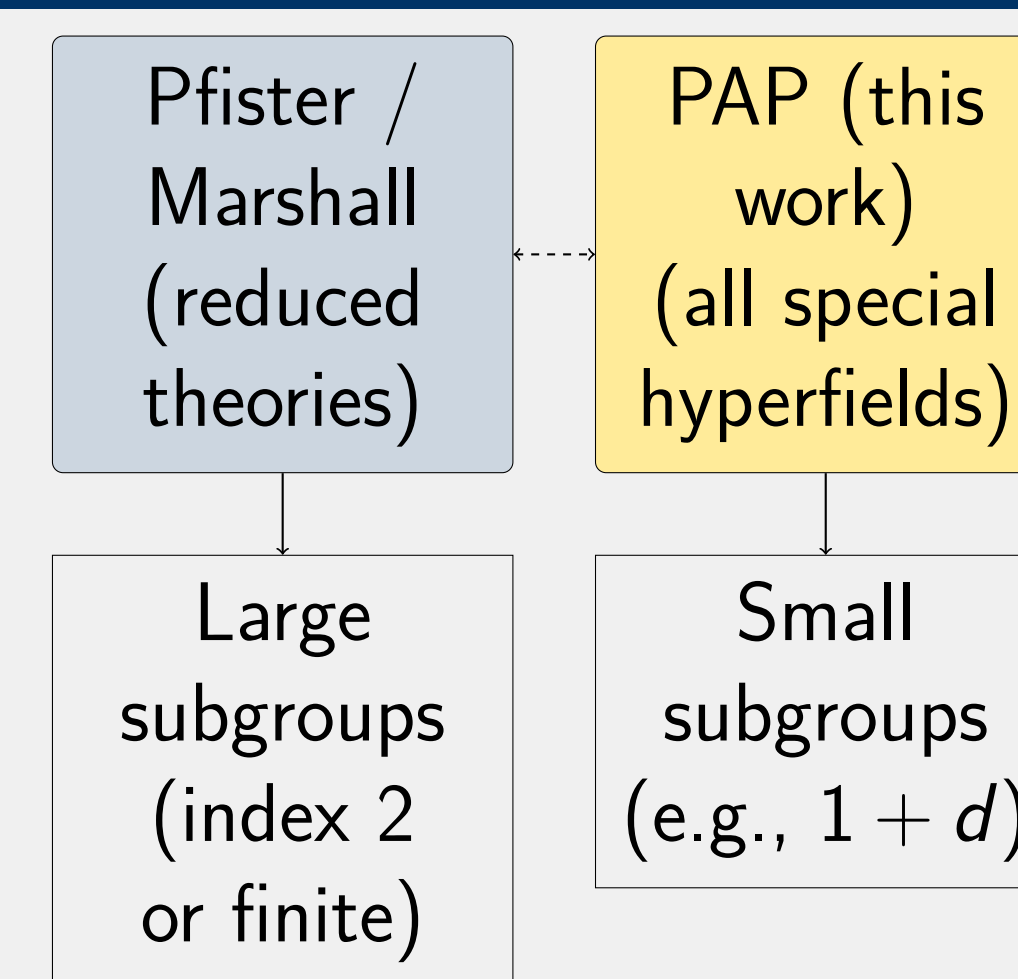 Pfister /
Marshall
(reduced
theories)
PAP (this
work)
(all special
hyperfields)
Large
subgroups
(index 2
or finite)
Small
subgroups
(e.g., 1 + d)